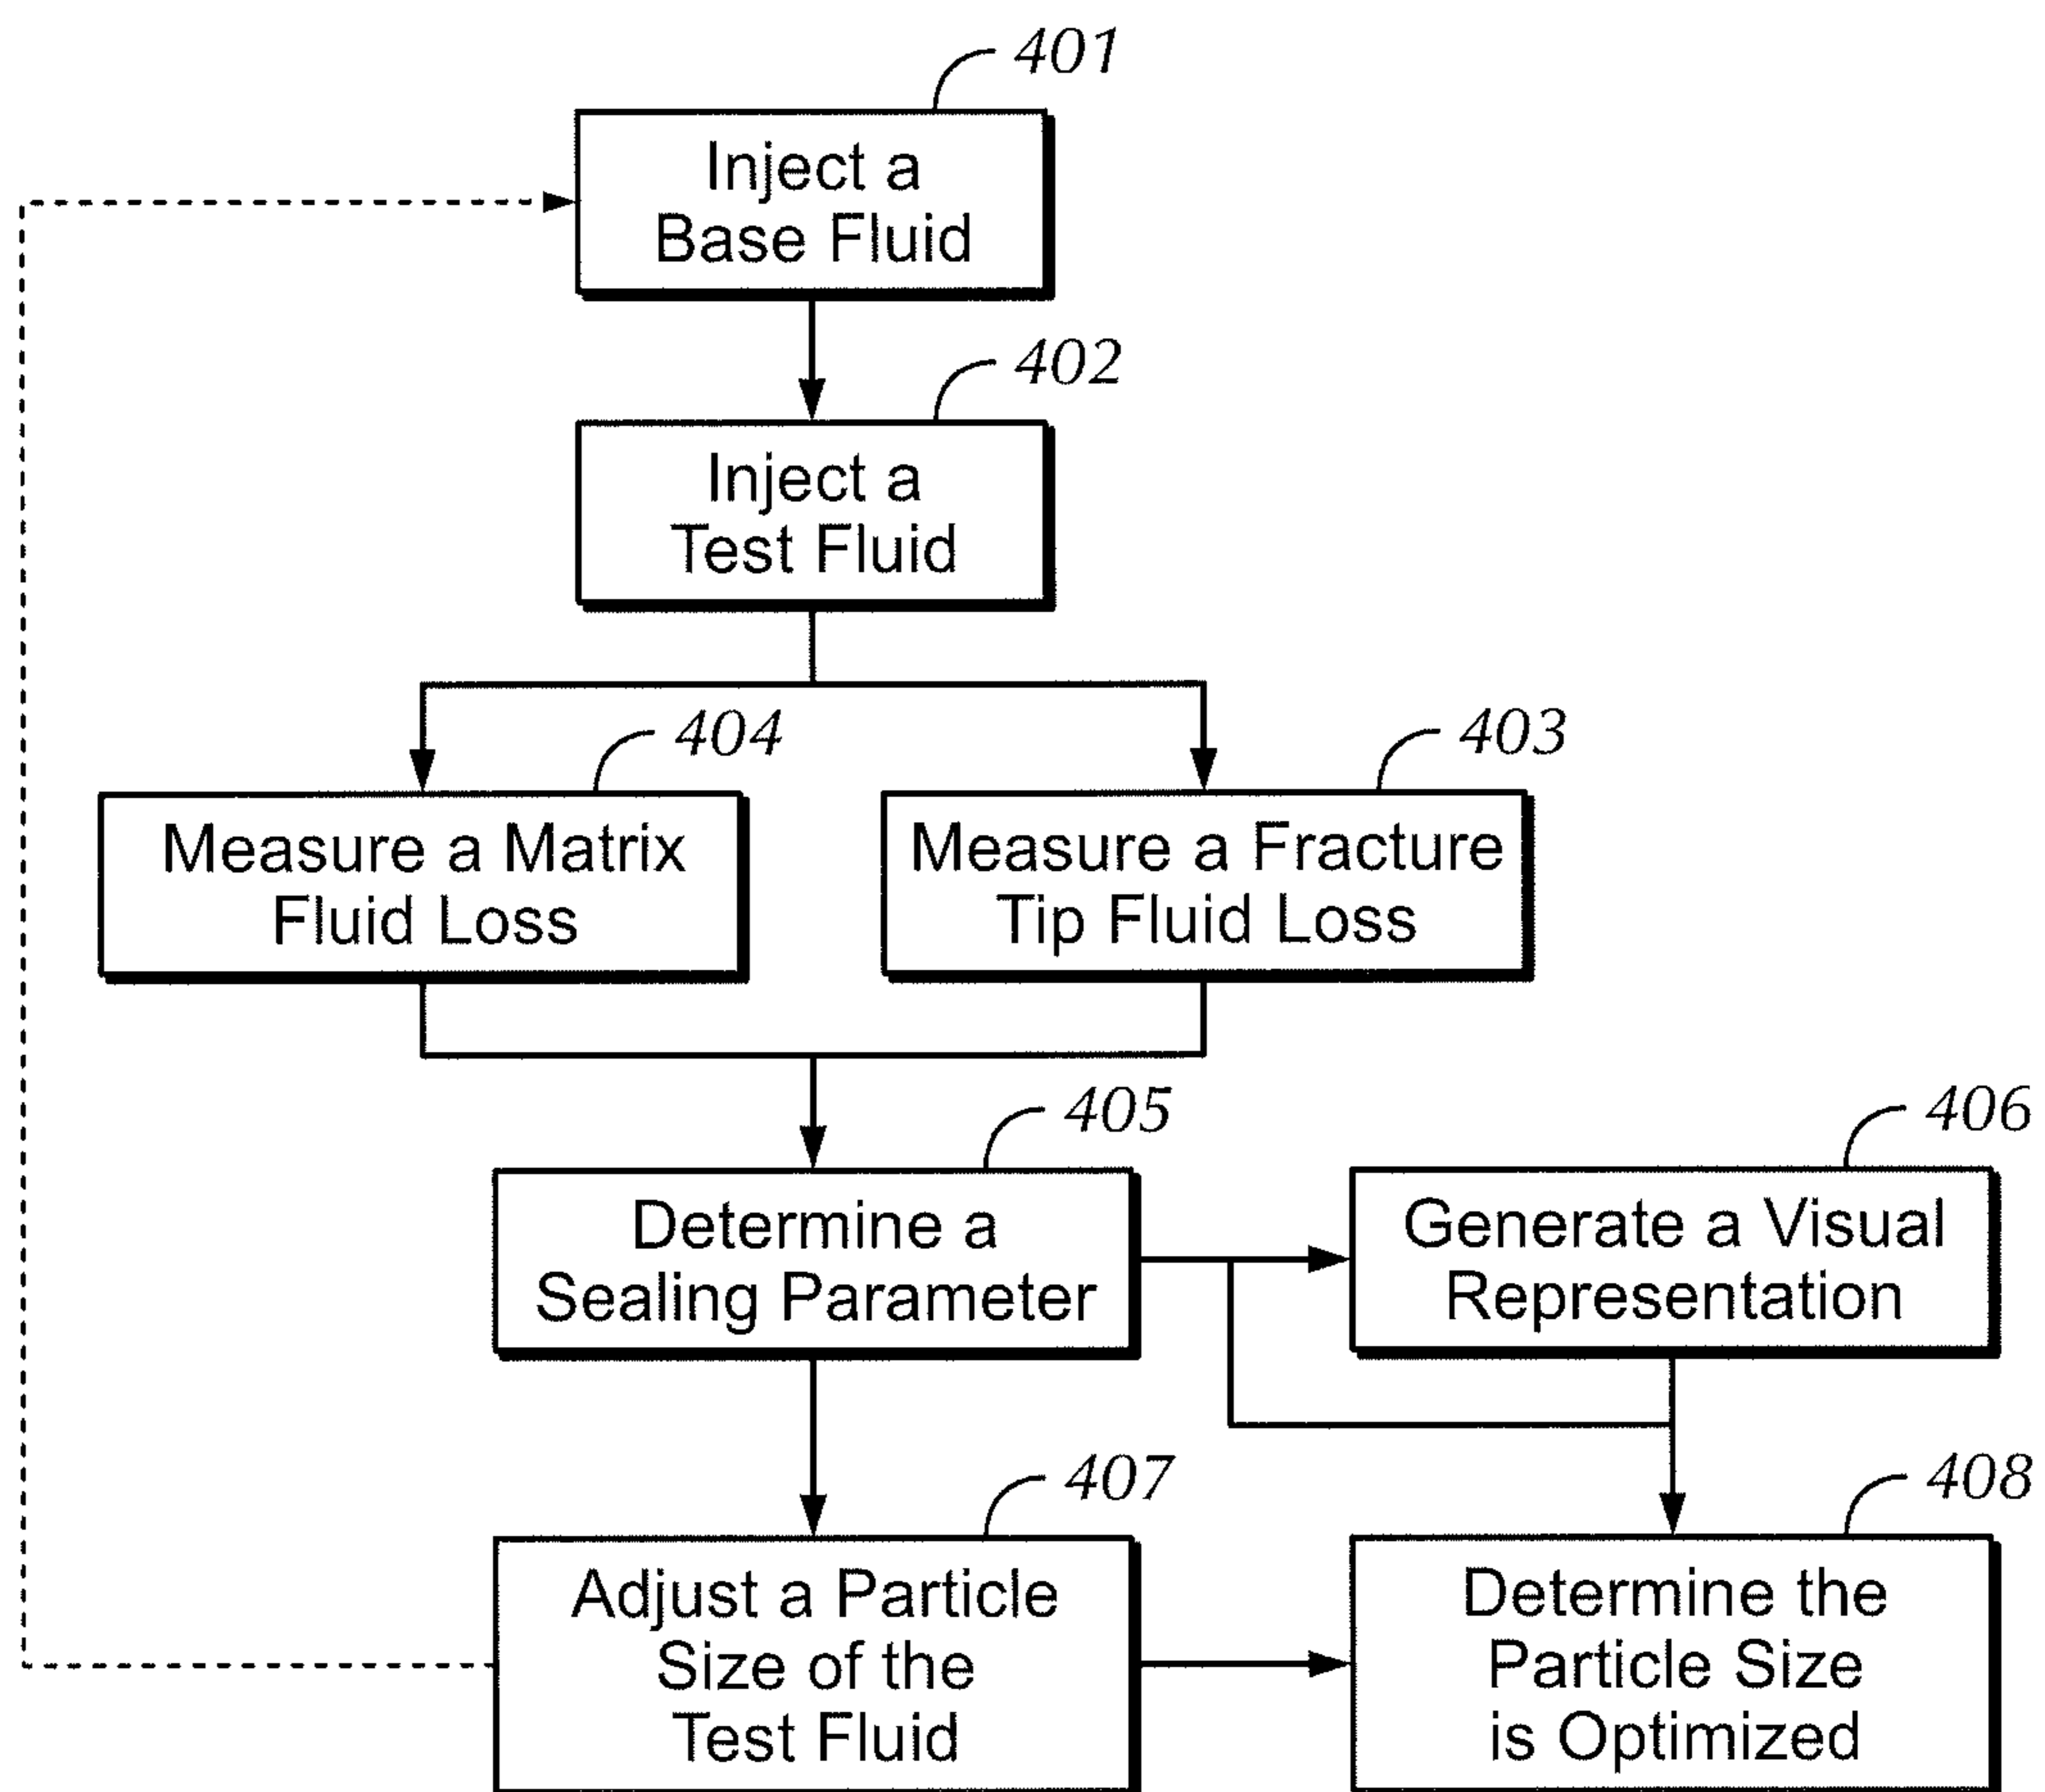 401
Inject a
Base Fluid
402
Inject a
Test Fluid
404
Measure a Matrix
Fluid Loss
403
Measure a Fracture
Tip Fluid Loss
405
Determine a
Sealing Parameter
406
Generate a Visual
Representation
407
Adjust a Particle
Size of the
Test Fluid
408
Determine the
Particle Size
is Optimized